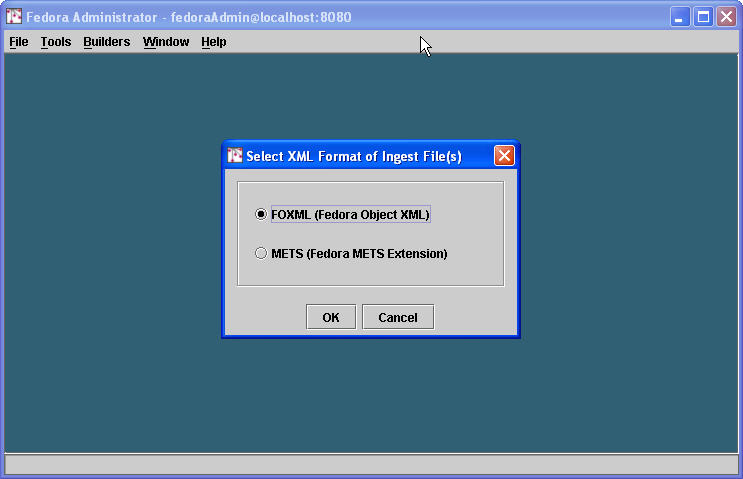 Fedora Administrator - fedoraAdmin@localhost:8080
File Tools Builders Window Help
Select XML Format of Ingest File(s)
FOXML (Fedora Object XML)
METS (Fedora METS Extension)
OK Cancel